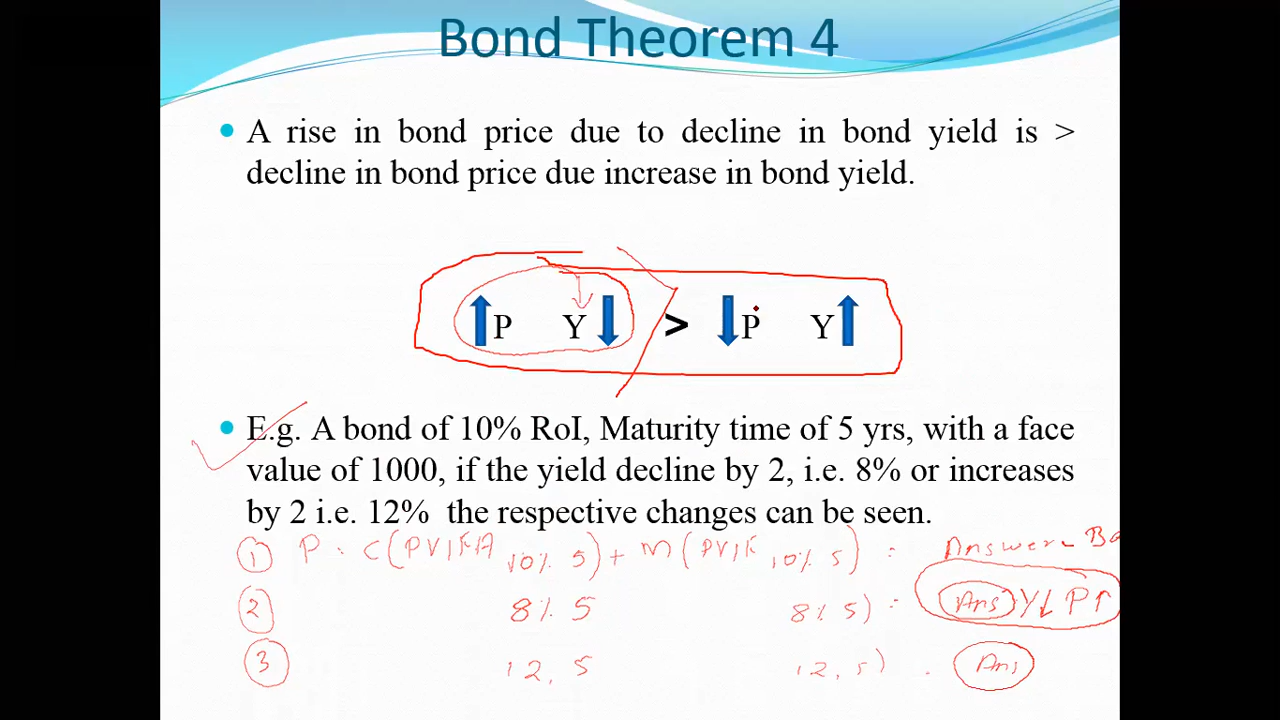 Bond Theorem 4
• A rise in bond price due to decline in bond yield is >
decline in bond price due increase in bond yield.
P Y > P Y
• E.g. A bond of 10% RoI, Maturity time of 5 yrs, with a face
value of 1000, if the yield decline by 2, i.e. 8% or increases
by 2 i.e. 12% the respective changes can be seen.
1 P = C(PVIFA 10% 5) + M(PVIF 10% 5) =
2 8% 5 8% 5) = Ans Y↓ P↑
3 12, 5 12, 5) Ans